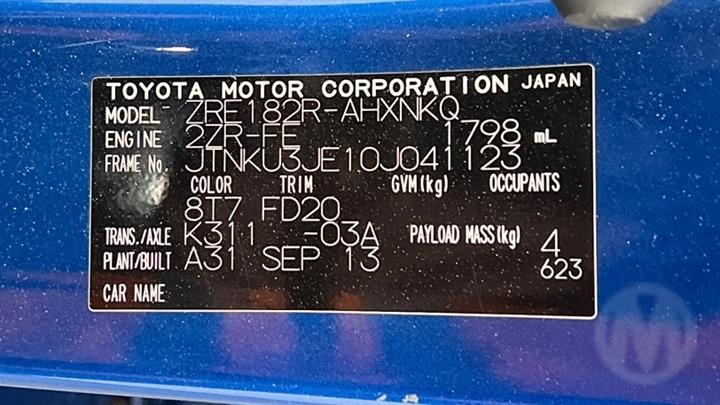 TOYOTA MOTOR CORPORATION JAPAN
MODEL ZRE182R-AHXNKQ
ENGINE 2ZR-FE 1798 mL
FRAME No. JTNKU3JE10J041123
COLOR TRIM GVM(kg) OCCUPANTS
8T7 FD20
TRANS./AXLE K311 -03A PAYLOAD MASS(kg) 4
PLANT/BUILT A31 SEP 13 623
CAR NAME